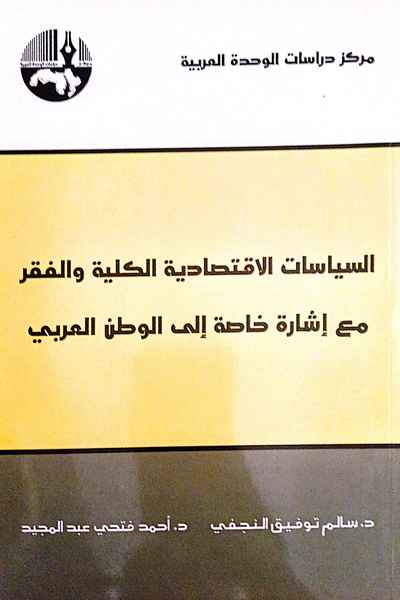 مركز دراسات الوحدة العربية
السياسات الاقتصادية الكلية والفقر
مع إشارة خاصة إلى الوطن العربي
د. سالم توفيق النجفي د. أحمد فتحي عبد المجيد